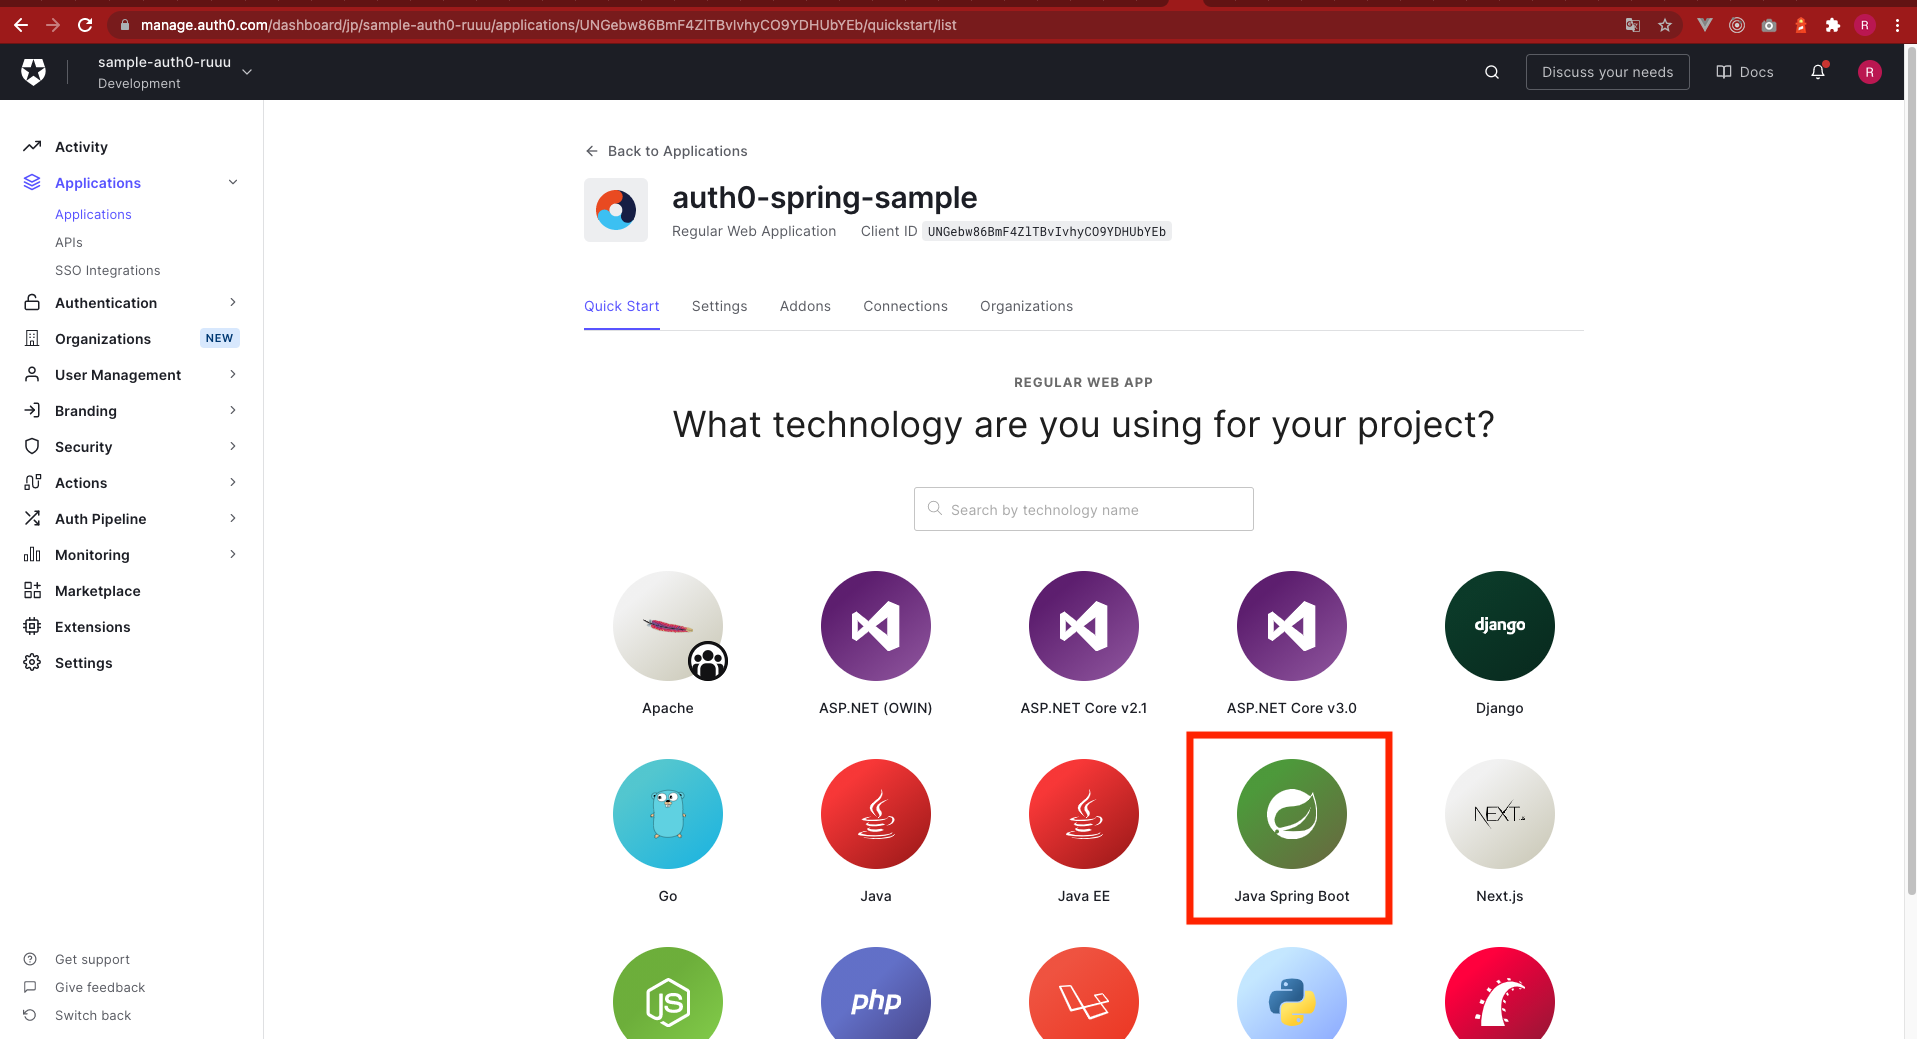 manage.auth0.com/dashboard/jp/sample-auth0-ruuu/applications/UNGebw86BmF4ZlTBvIvhyCO9YDHUbYEb/quickstart/list
R
sample-auth0-ruuu
Development
Discuss your needs
Docs
R
Activity
Applications
Applications
APIs
SSO Integrations
Authentication
Organizations
NEW
User Management
Branding
Security
Actions
Auth Pipeline
Monitoring
Marketplace
Extensions
Settings
Get support
Give feedback
Switch back
Back to Applications
auth0-spring-sample
Regular Web Application
Client ID UNGebw86BmF4ZlTBvIvhyCO9YDHUbYEb
Quick Start
Settings
Addons
Connections
Organizations
REGULAR WEB APP
What technology are you using for your project?
Search by technology name
django
Apache
ASP.NET (OWIN)
ASP.NET Core v2.1
ASP.NET Core v3.0
Django
NEXT.js
Go
Java
Java EE
Java Spring Boot
Next.js
JS
php